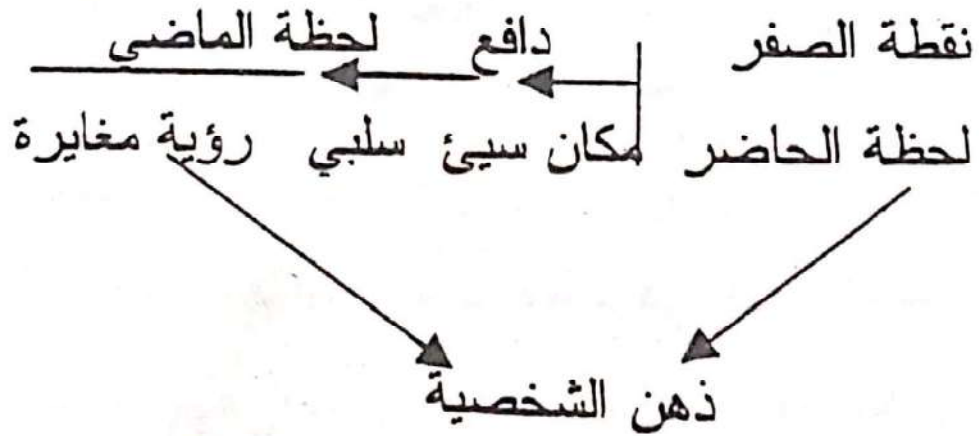 نقطة الصفر دافع لحظة الماضي
لحظة الحاضر مكان سيئ سلبي رؤية مغايرة
ذهن الشخصية